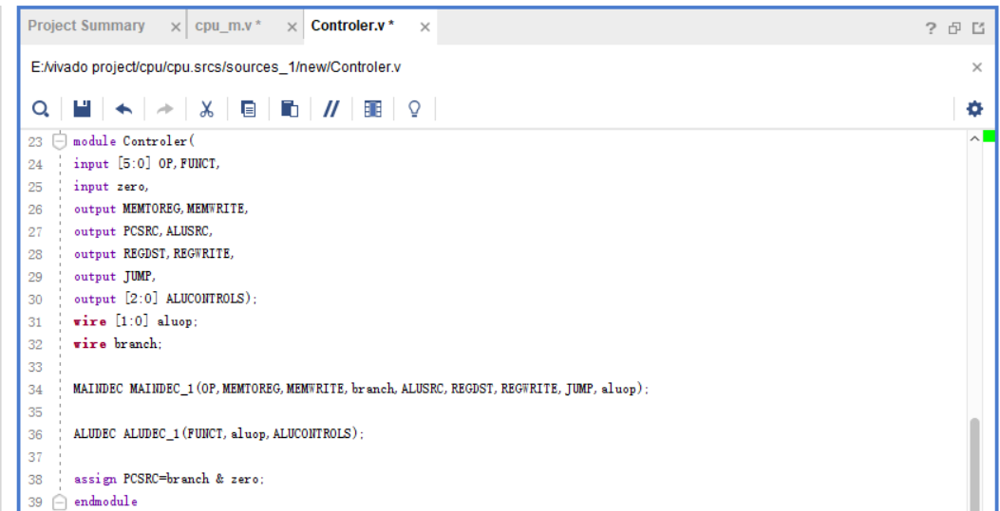 Project Summary × cpu_m.v * × Controler.v * × ?
E:/vivado project/cpu/cpu.srcs/sources_1/new/Controler.v ×
//
23 module Controler(
24 input [5:0] OP,FUNCT,
25 input zero,
26 output MEMTOREG,MEMWRITE,
27 output PCSRC,ALUSRC,
28 output REGDST,REGWRITE,
29 output JUMP,
30 output [2:0] ALUCONTROLS);
31 wire [1:0] aluop;
32 wire branch;
33
34 MAINDEC MAINDEC_1(OP,MEMTOREG,MEMWRITE,branch,ALUSRC,REGDST,REGWRITE,JUMP,aluop);
35
36 ALUDEC ALUDEC_1(FUNCT,aluop,ALUCONTROLS);
37
38 assign PCSRC=branch & zero;
39 endmodule